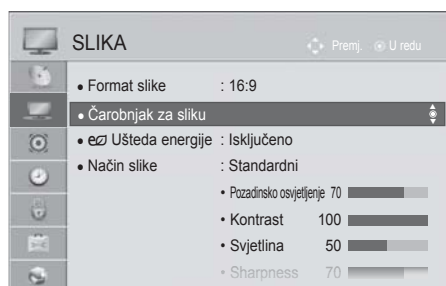 SLIKA
Premj. U redu
• Format slike : 16:9
• Čarobnjak za sliku
• Ušteda energije : Isključeno
• Način slike : Standardni
• Pozadinsko osvjetljenje 70
• Kontrast 100
• Svjetlina 50
• Sharpness 70